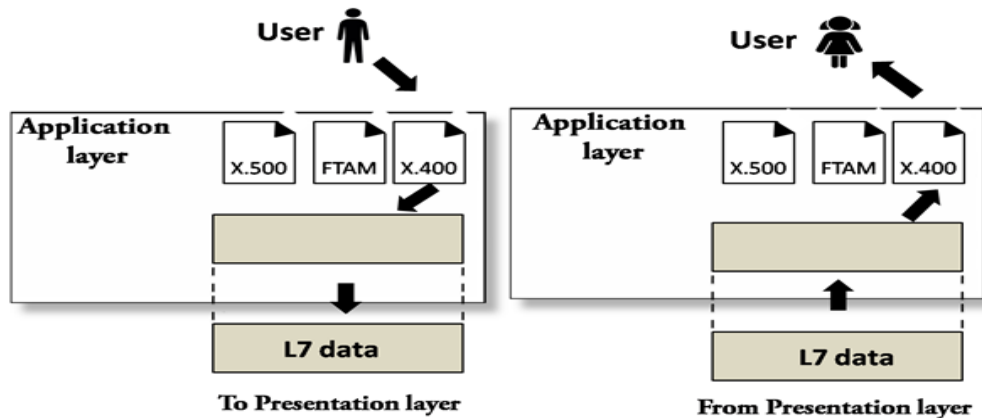 User
Application
layer
X.500 FTAM X.400
L7 data
To Presentation layer
User
Application
layer
X.500 FTAM X.400
L7 data
From Presentation layer